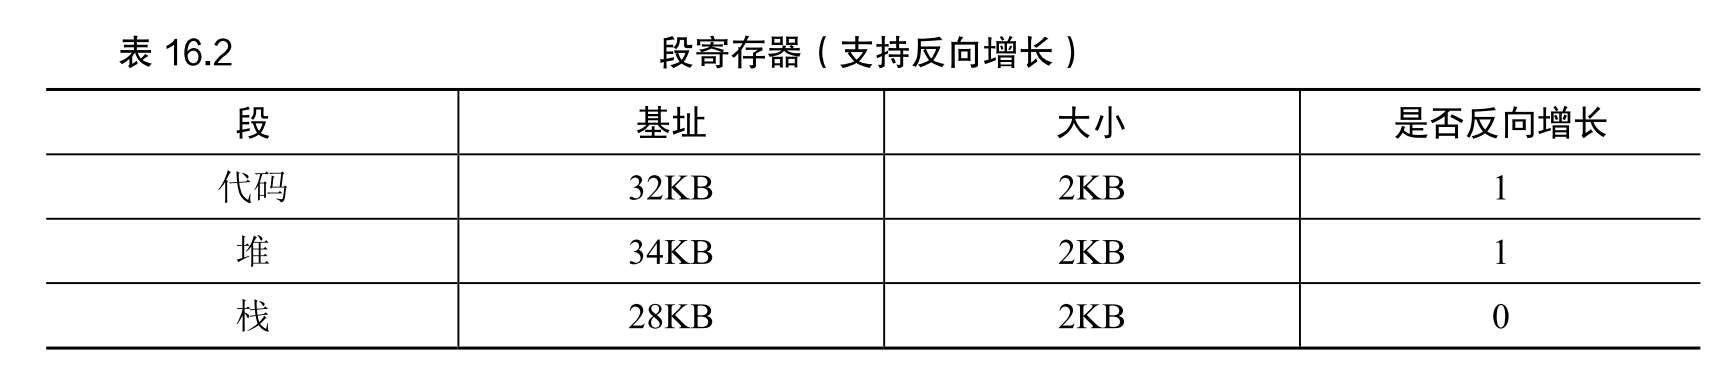 表 16.2 段寄存器（支持反向增长）
段 基址 大小 是否反向增长
代码 32KB 2KB 1
堆 34KB 2KB 1
栈 28KB 2KB 0